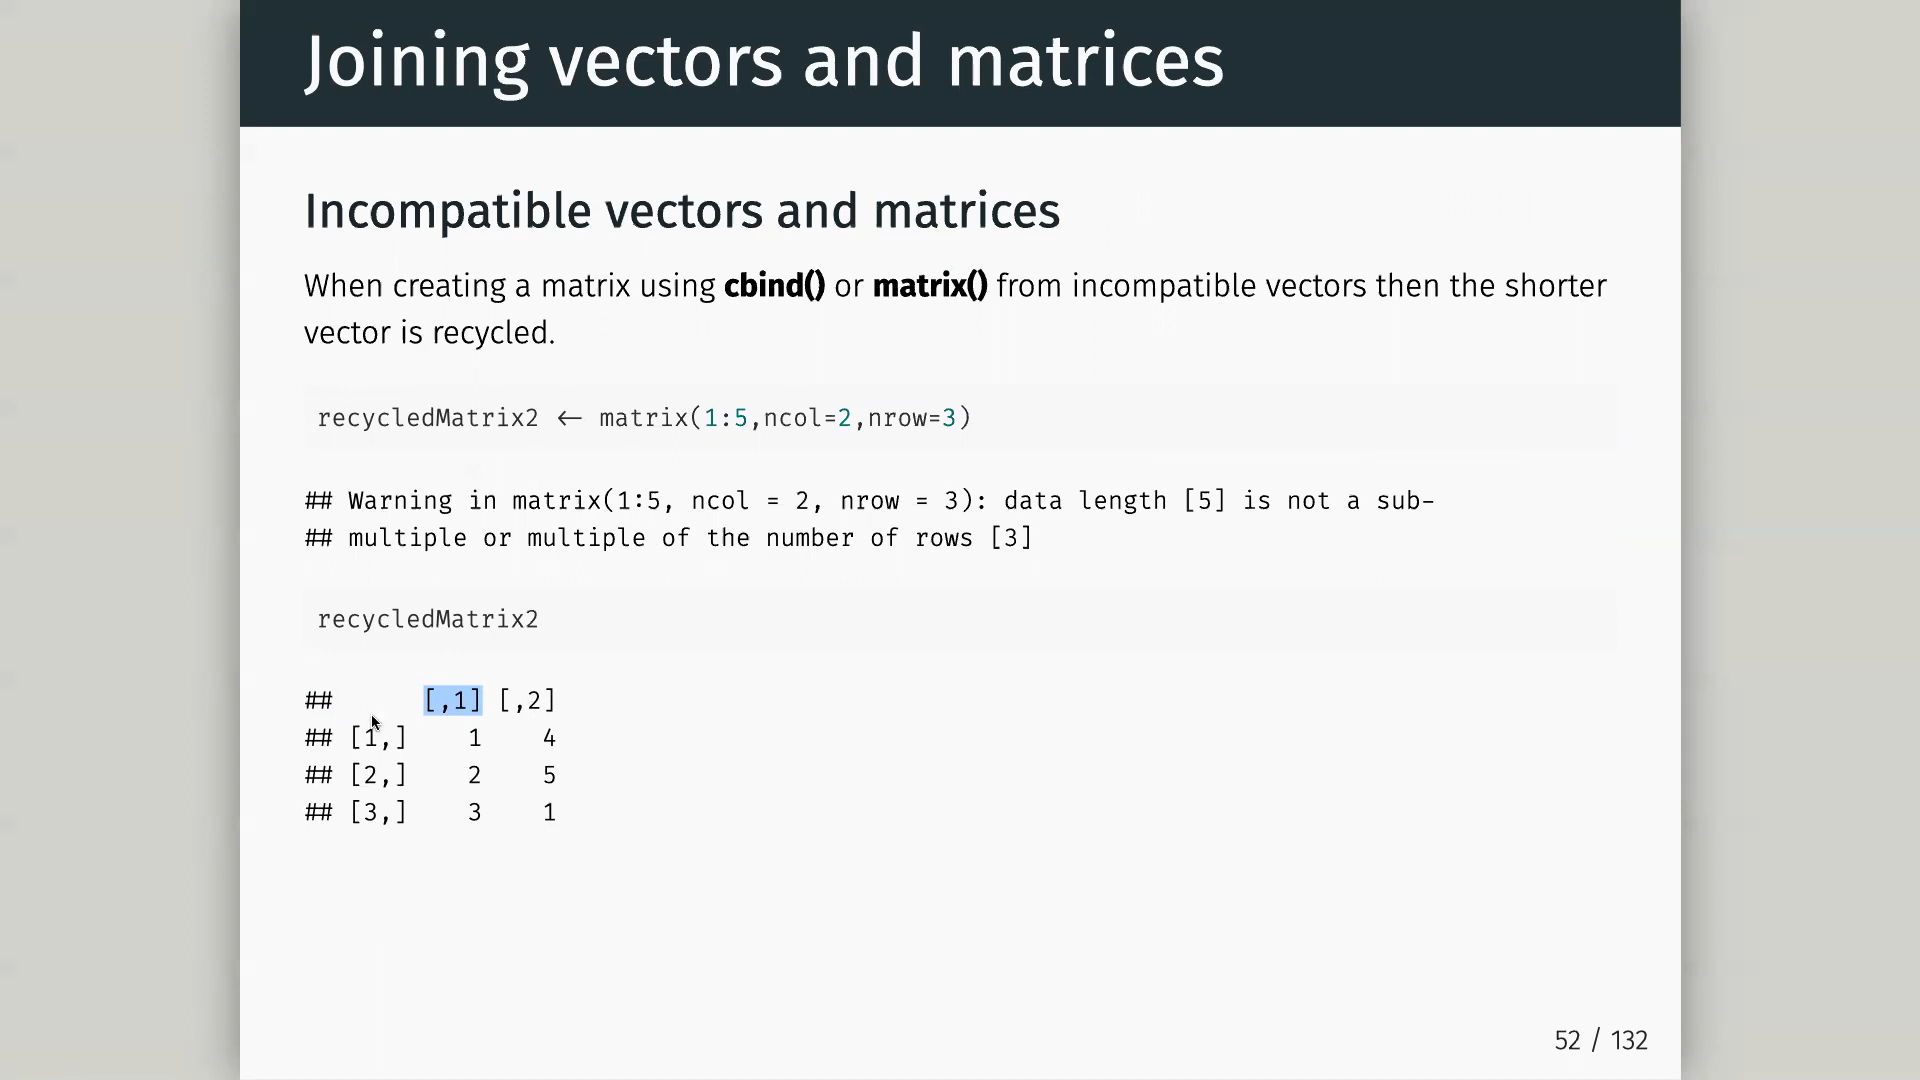 Joining vectors and matrices
Incompatible vectors and matrices
When creating a matrix using cbind() or matrix() from incompatible vectors then the shorter
vector is recycled.
recycledMatrix2 <- matrix(1:5,ncol=2,nrow=3)
## Warning in matrix(1:5, ncol = 2, nrow = 3): data length [5] is not a sub-
## multiple or multiple of the number of rows [3]
recycledMatrix2
##      [,1] [,2]
## [1,]    1    4
## [2,]    2    5
## [3,]    3    1
52 / 132